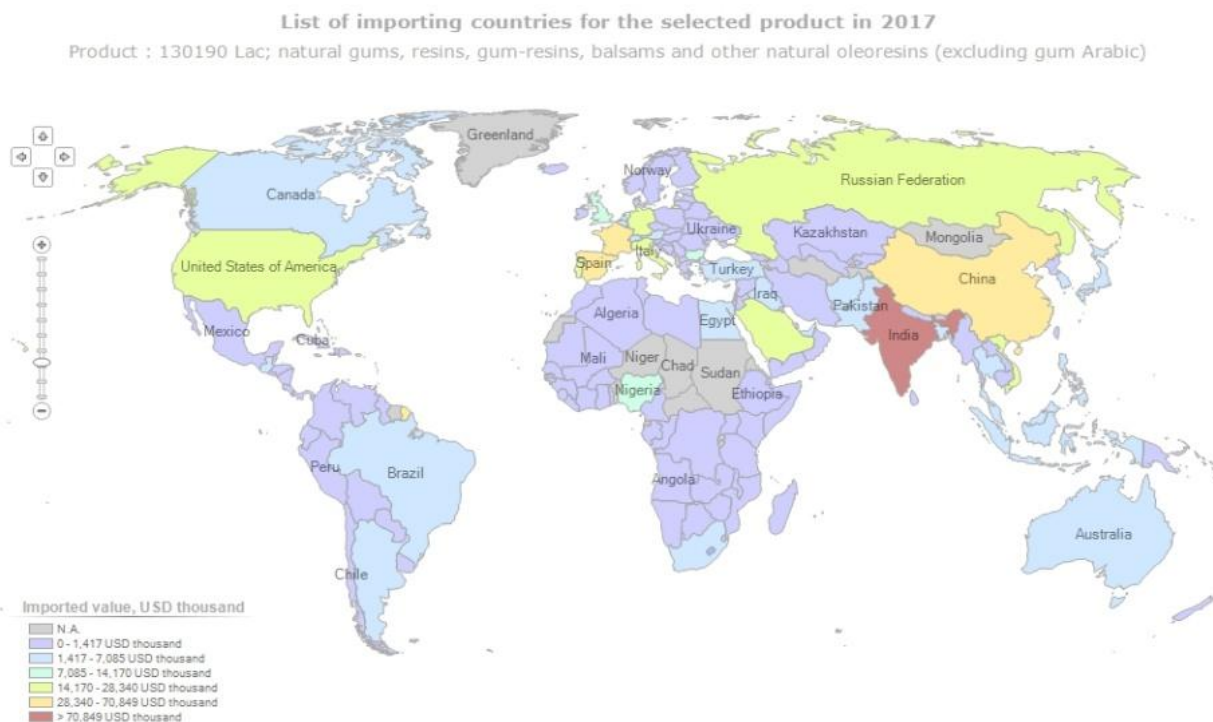 List of importing countries for the selected product in 2017
Product : 130190 Lac; natural gums, resins, gum-resins, balsams and other natural oleoresins (excluding gum Arabic)
Greenland
Norway
Russian Federation
Canada
Ukraine
Kazakhstan
Mongolia
Italy
United States of America
Spain
Turkey
China
Iraq
Pakistan
Mexico
Cuba
Algeria
Egypt
India
Mali
Niger
Chad
Sudan
Nigeria
Ethiopia
Peru
Brazil
Angola
Australia
Chile
Imported value, USD thousand
N.A.
0 - 1,417 USD thousand
1,417 - 7,085 USD thousand
7,085 - 14,170 USD thousand
14,170 - 28,340 USD thousand
28,340 - 70,849 USD thousand
> 70,849 USD thousand